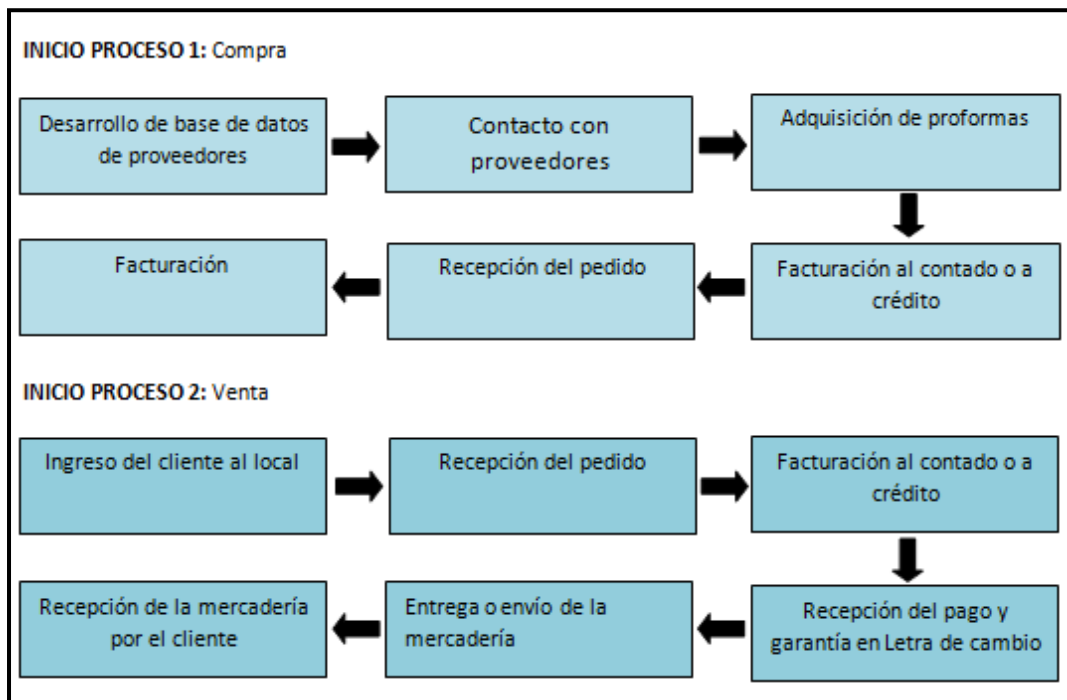 INICIO PROCESO 1: Compra
Desarrollo de base de datos
de proveedores
Contacto con
proveedores
Adquisición de proformas
Facturación al contado o a
crédito
Recepción del pedido
Facturación
INICIO PROCESO 2: Venta
Ingreso del cliente al local
Recepción del pedido
Facturación al contado o a
crédito
Recepción del pago y
garantía en Letra de cambio
Entrega o envío de la
mercadería
Recepción de la mercadería
por el cliente